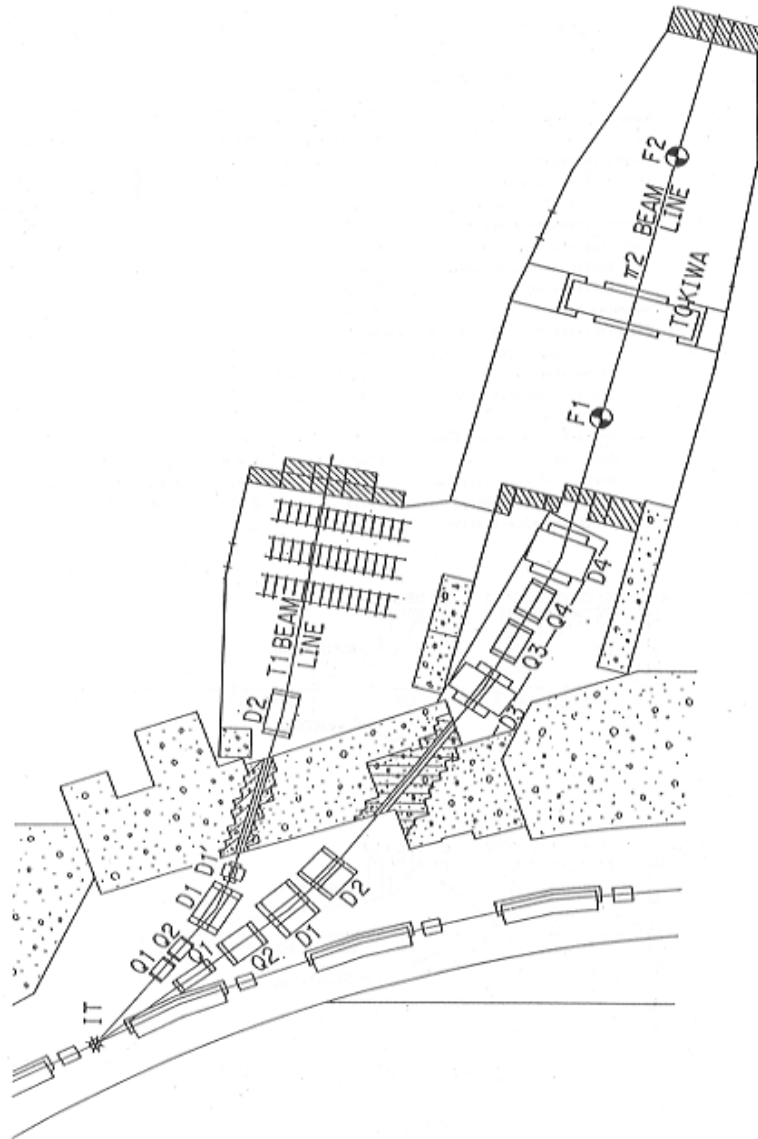 F2
π2 BEAM
LINE
TOKIWA
F1
T1 BEAM
LINE
D2
D4
Q4
Q3
D3
D1'
D1
Q2
Q1
D2
D1
Q2
Q1
IT